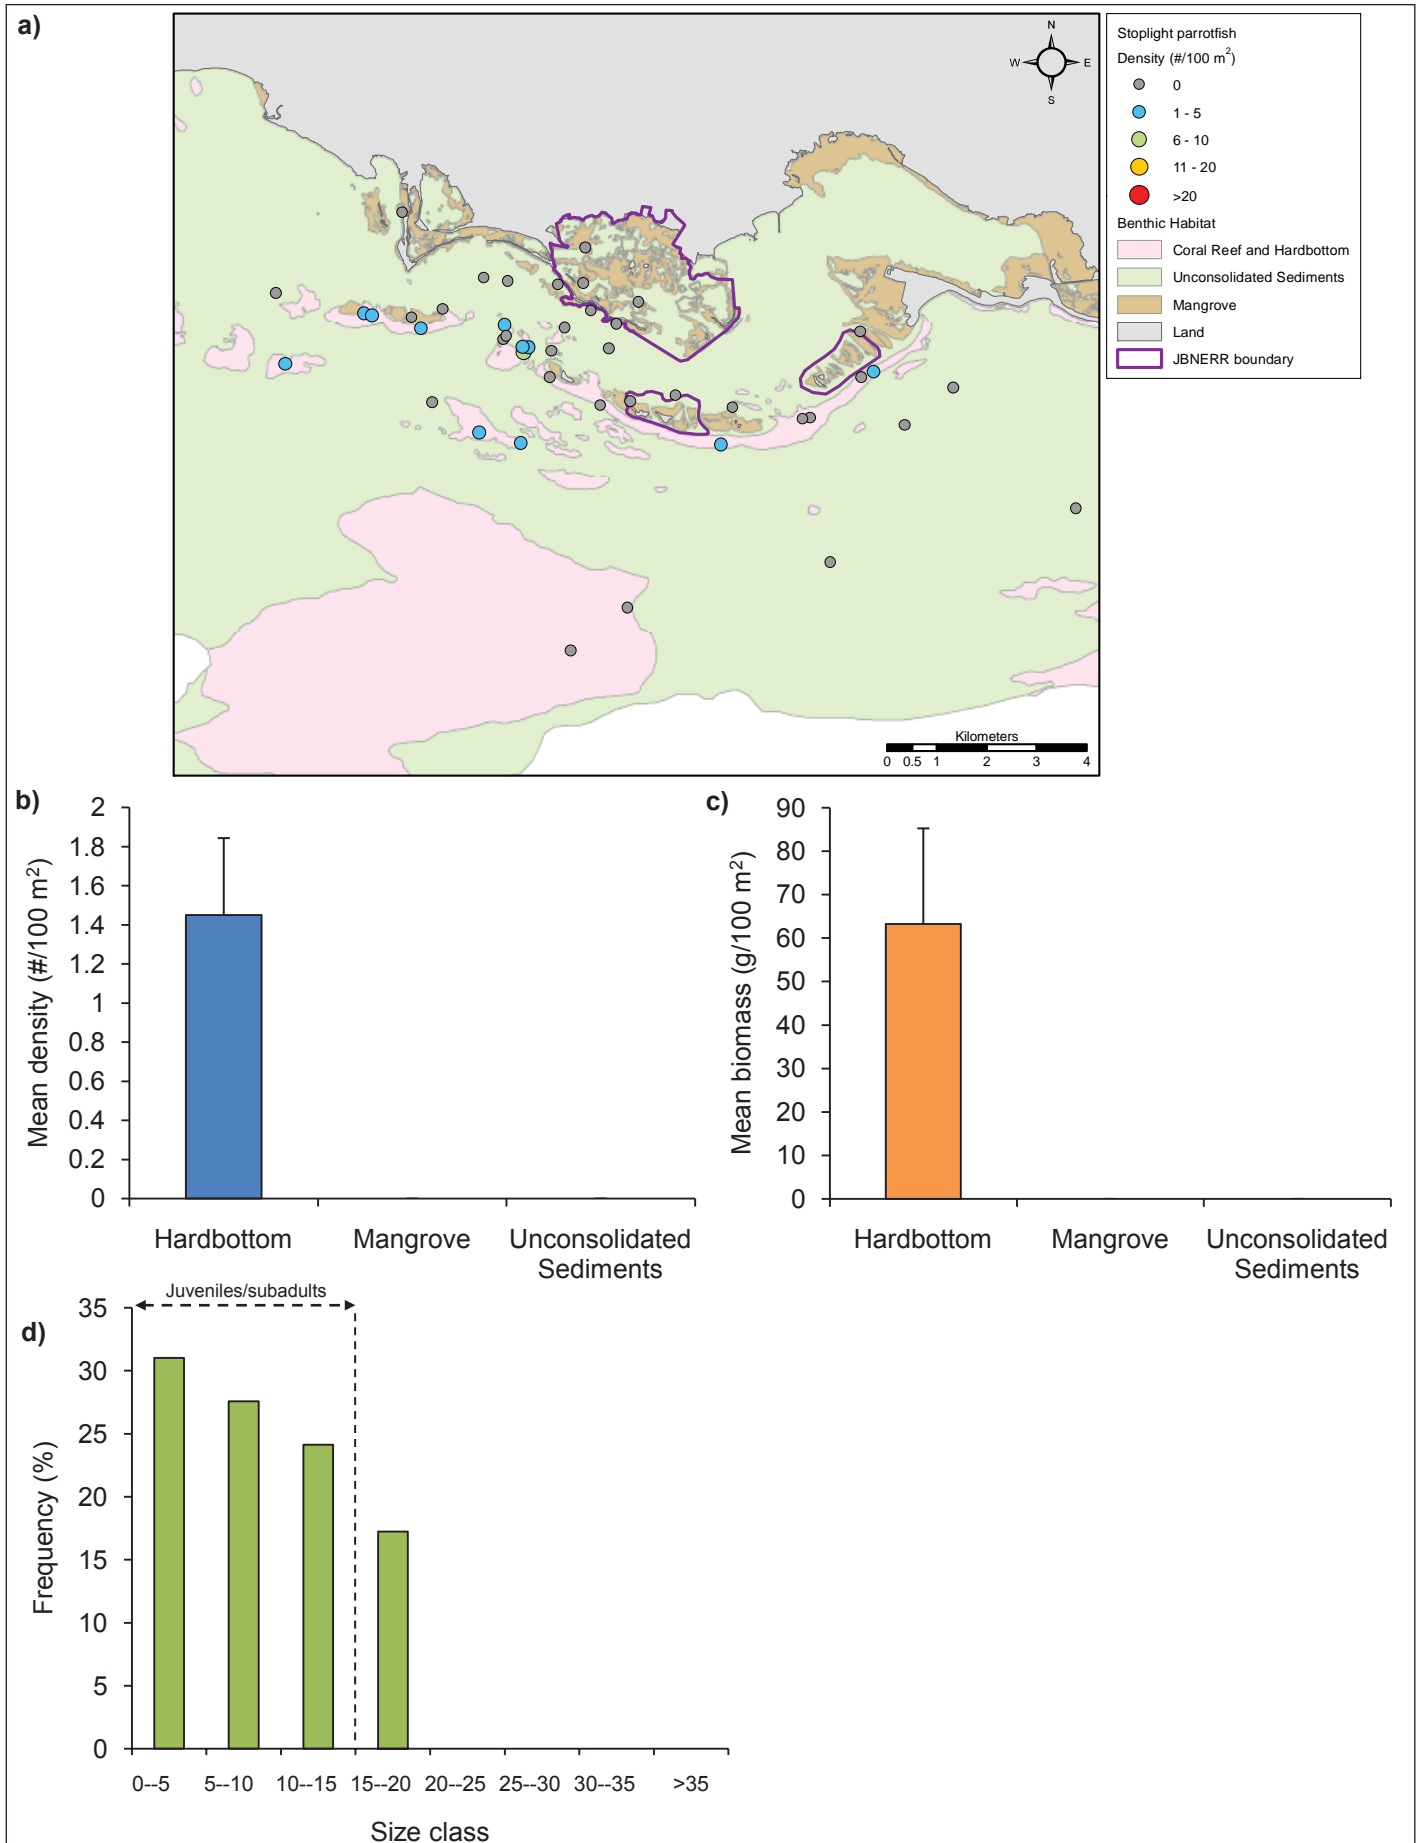 a)
N
W E
S
Stoplight parrotfish
Density (#/100 m²)
0
1 - 5
6 - 10
11 - 20
>20
Benthic Habitat
Coral Reef and Hardbottom
Unconsolidated Sediments
Mangrove
Land
JBNERR boundary
Kilometers
0 0.5 1 2 3 4
b)
Mean density (#/100 m²)
2
1.8
1.6
1.4
1.2
1
0.8
0.6
0.4
0.2
0
Hardbottom Mangrove Unconsolidated
Sediments
c)
Mean biomass (g/100 m²)
90
80
70
60
50
40
30
20
10
0
Hardbottom Mangrove Unconsolidated
Sediments
d)
Juveniles/subadults
Frequency (%)
35
30
25
20
15
10
5
0
0--5 5--10 10--15 15--20 20--25 25--30 30--35 >35
Size class